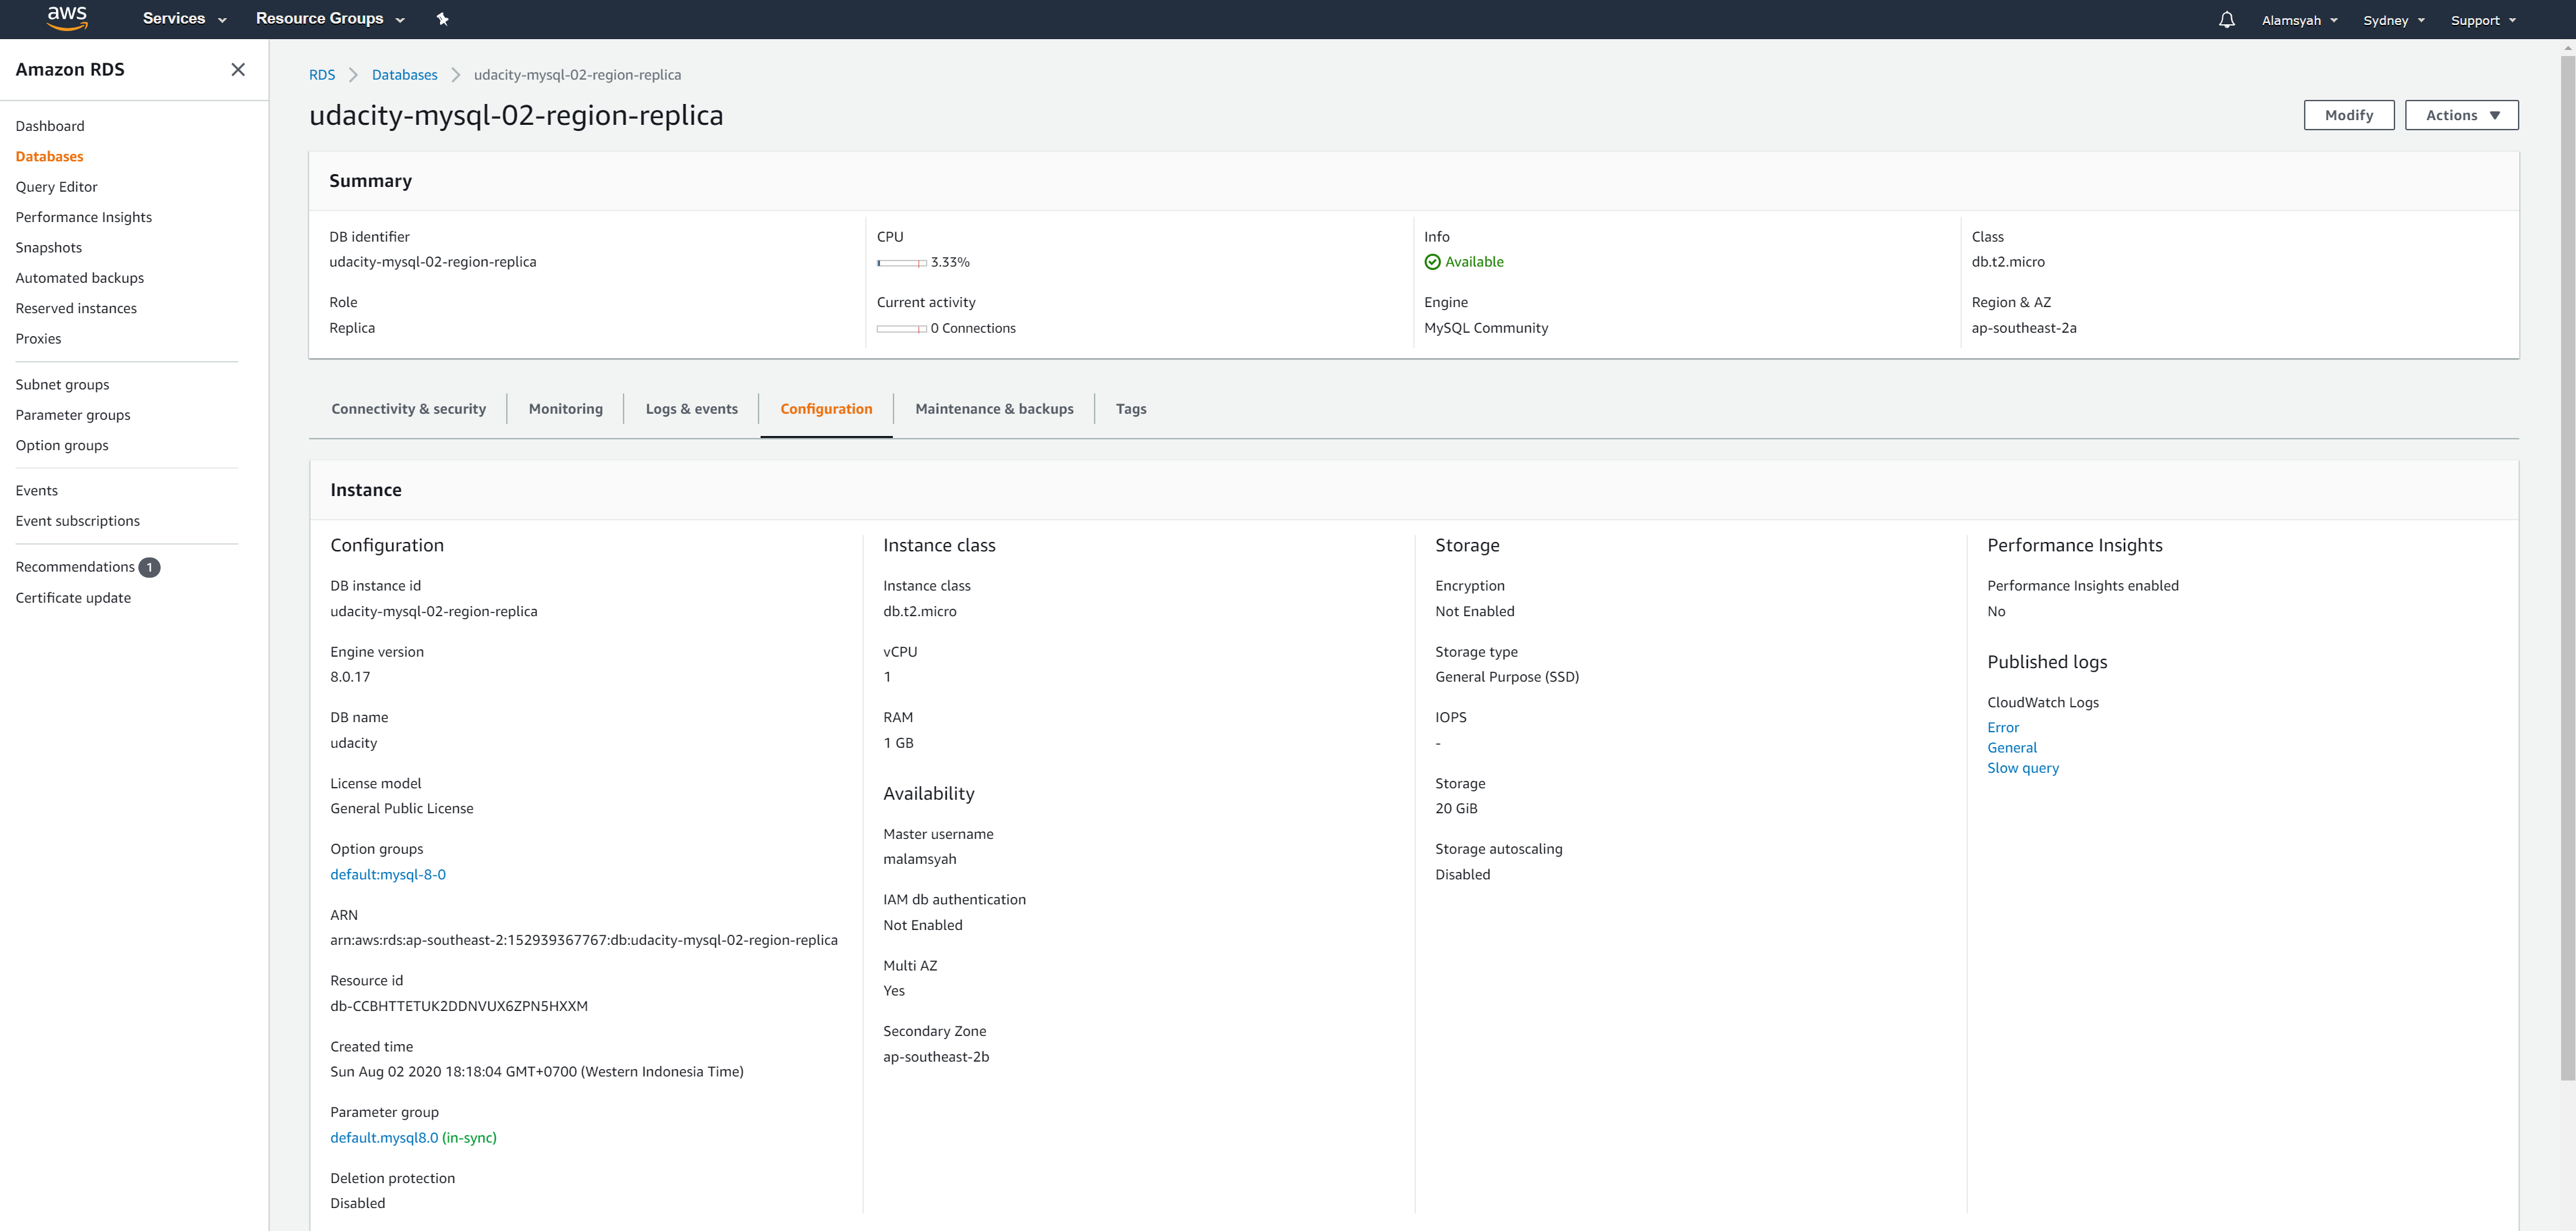 aws Services Resource Groups Alamsyah Sydney Support
Amazon RDS
Dashboard
Databases
Query Editor
Performance Insights
Snapshots
Automated backups
Reserved instances
Proxies
Subnet groups
Parameter groups
Option groups
Events
Event subscriptions
Recommendations 1
Certificate update
RDS Databases udacity-mysql-02-region-replica
udacity-mysql-02-region-replica
Modify Actions
Summary
DB identifier
udacity-mysql-02-region-replica
Role
Replica
CPU
3.33%
Current activity
0 Connections
Info
Available
Engine
MySQL Community
Class
db.t2.micro
Region & AZ
ap-southeast-2a
Connectivity & security Monitoring Logs & events Configuration Maintenance & backups Tags
Instance
Configuration
DB instance id
udacity-mysql-02-region-replica
Engine version
8.0.17
DB name
udacity
License model
General Public License
Option groups
default:mysql-8-0
ARN
arn:aws:rds:ap-southeast-2:152939367767:db:udacity-mysql-02-region-replica
Resource id
db-CCBHTTETUK2DDNVUX6ZPN5HXXM
Created time
Sun Aug 02 2020 18:18:04 GMT+0700 (Western Indonesia Time)
Parameter group
default.mysql8.0 (in-sync)
Deletion protection
Disabled
Instance class
Instance class
db.t2.micro
vCPU
1
RAM
1 GB
Availability
Master username
malamsyah
IAM db authentication
Not Enabled
Multi AZ
Yes
Secondary Zone
ap-southeast-2b
Storage
Encryption
Not Enabled
Storage type
General Purpose (SSD)
IOPS
-
Storage
20 GiB
Storage autoscaling
Disabled
Performance Insights
Performance Insights enabled
No
Published logs
CloudWatch Logs
Error
General
Slow query